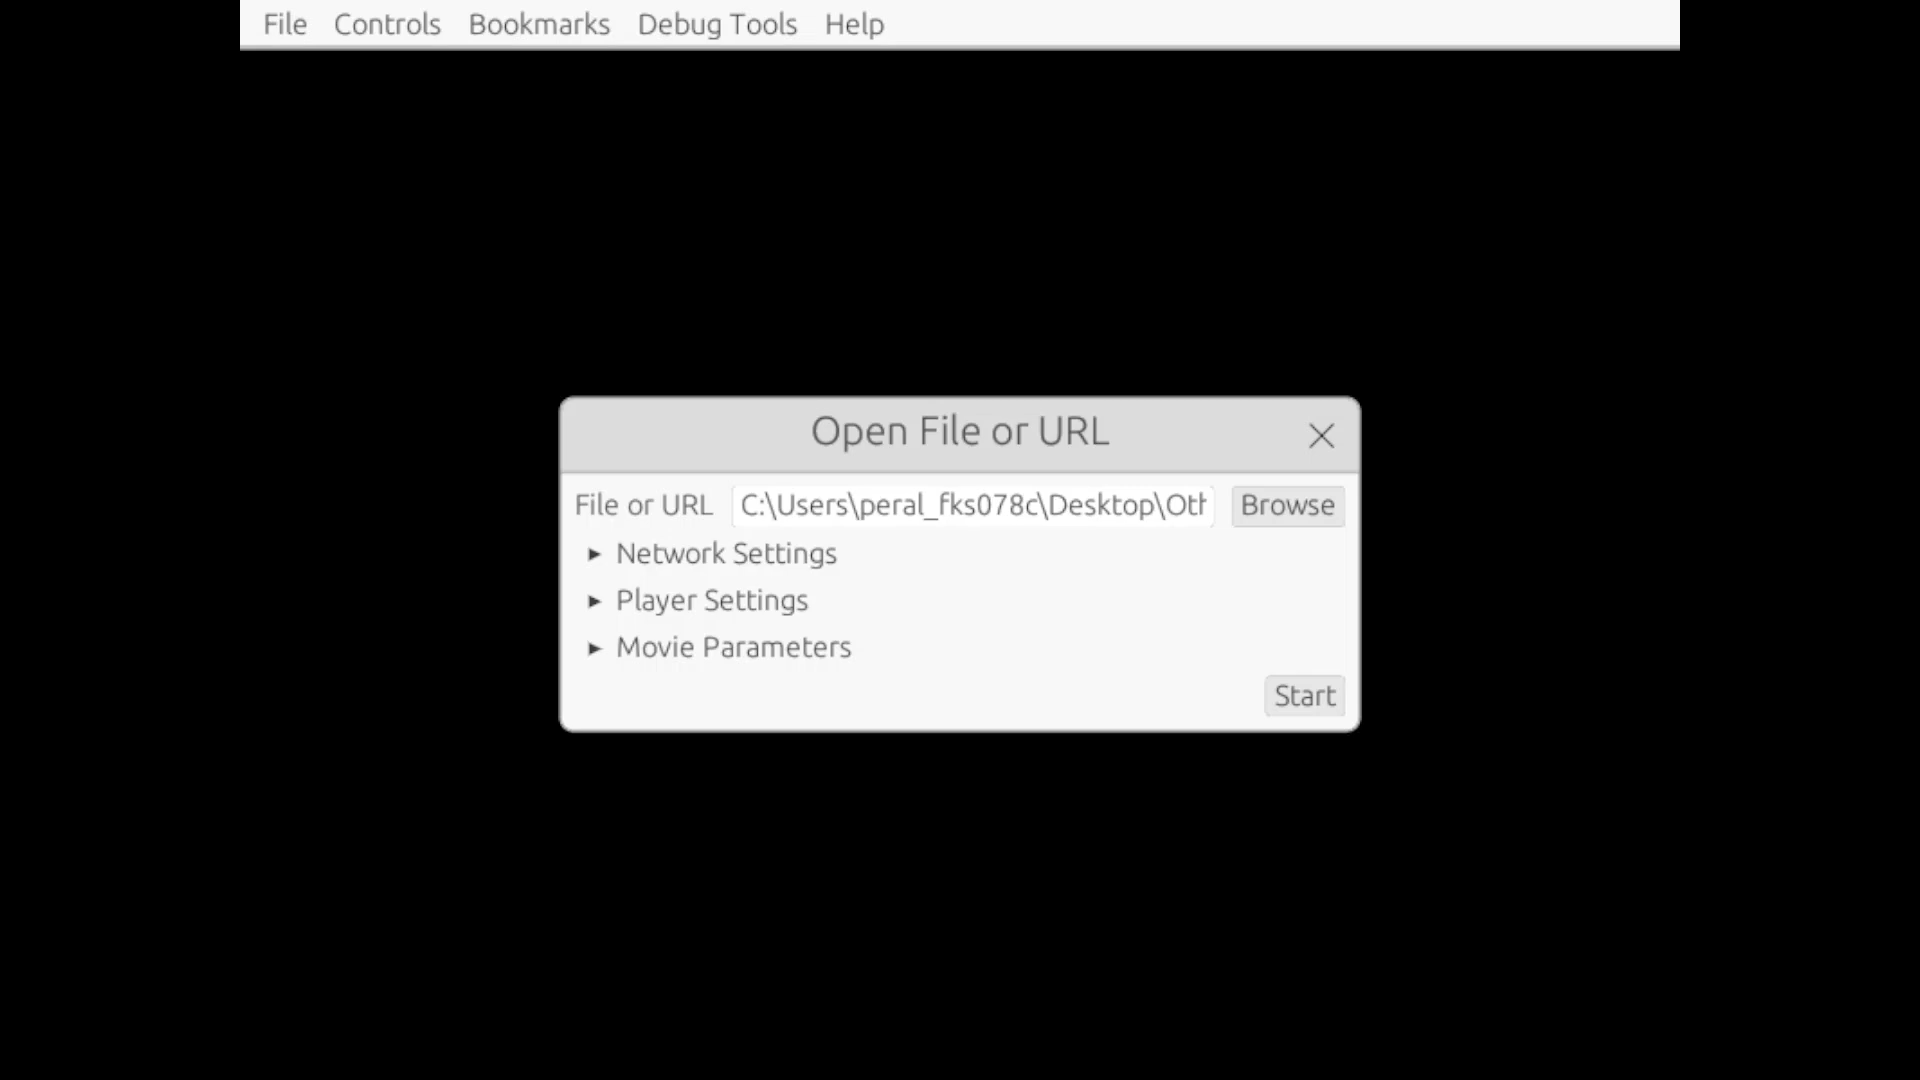 File Controls Bookmarks Debug Tools Help
Open File or URL
File or URL C:\Users\peral_fks078c\Desktop\Oth Browse
► Network Settings
► Player Settings
► Movie Parameters
Start